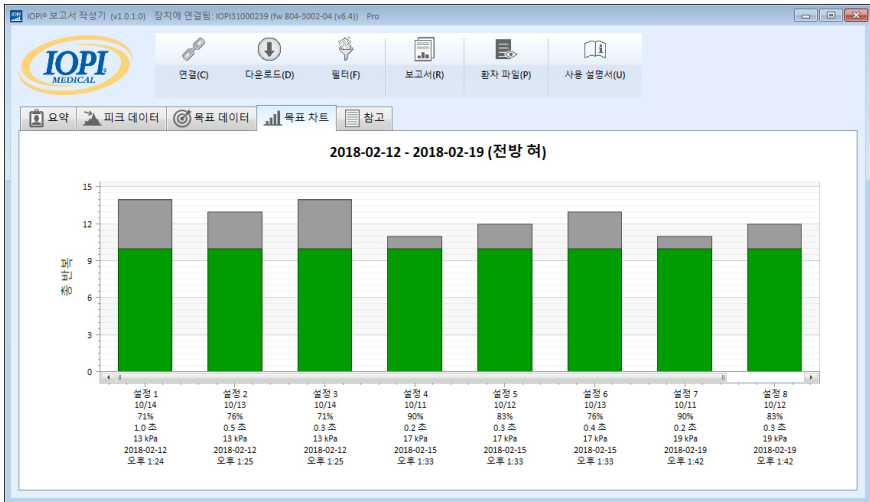 IOPI® 보고서 작성기 (v1.0.1.0) 장치에 연결됨: IOPI31000239 (fw 804-3002-04 (v6.4)) Pro
IOPI
MEDICAL
연결(C) 다운로드(D) 필터(F) 보고서(R) 환자 파일(P) 사용 설명서(U)
요약 피크 데이터 목표 데이터 목표 차트 참고
2018-02-12 - 2018-02-19 (전방 혀)
총 반복
15
12
9
6
3
0
설정 1 설정 2 설정 3 설정 4 설정 5 설정 6 설정 7 설정 8
10/14 10/13 10/14 10/11 10/12 10/13 10/11 10/12
71% 76% 71% 90% 83% 76% 90% 83%
1.0 초 0.5 초 0.3 초 0.2 초 0.3 초 0.4 초 0.2 초 0.3 초
13 kPa 13 kPa 13 kPa 17 kPa 17 kPa 17 kPa 19 kPa 19 kPa
2018-02-12 2018-02-12 2018-02-12 2018-02-15 2018-02-15 2018-02-15 2018-02-19 2018-02-19
오후 1:24 오후 1:25 오후 1:25 오후 1:33 오후 1:33 오후 1:33 오후 1:42 오후 1:42